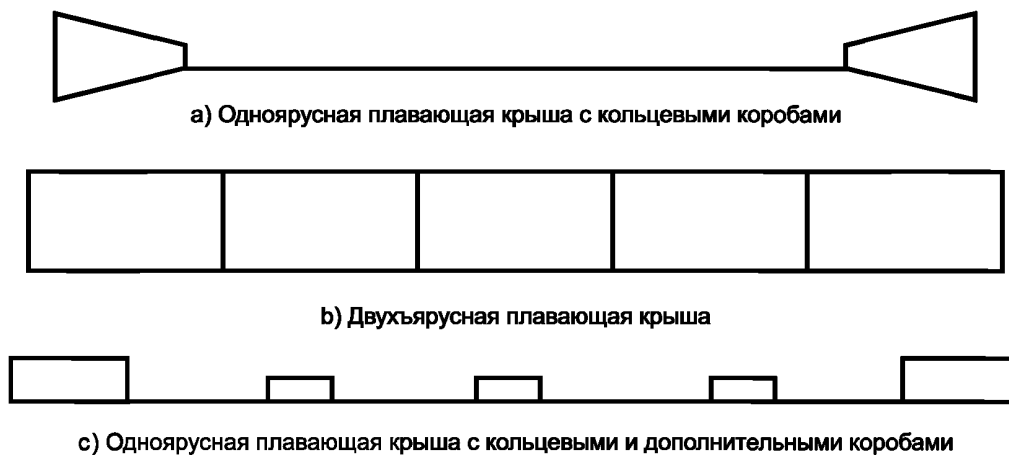 a) Одноярусная плавающая крыша с кольцевыми коробами
b) Двухъярусная плавающая крыша
c) Одноярусная плавающая крыша с кольцевыми и дополнительными коробами